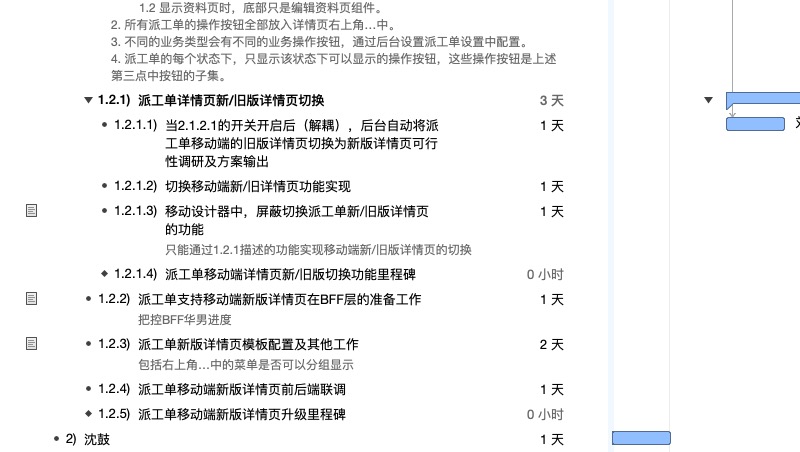 1.2 显示资料页时，底部只是编辑资料页组件。
2. 所有派工单的操作按钮全部放入详情页右上角…中。
3. 不同的业务类型会有不同的业务操作按钮，通过后台设置派工单设置中配置。
4. 派工单的每个状态下，只显示该状态下可以显示的操作按钮，这些操作按钮是上述
第三点中按钮的子集。
1.2.1) 派工单详情页新/旧版详情页切换 3 天
1.2.1.1) 当2.1.2.1的开关开启后（解耦），后台自动将派 1 天
工单移动端的旧版详情页切换为新版详情页可行
性调研及方案输出
1.2.1.2) 切换移动端新/旧详情页功能实现 1 天
1.2.1.3) 移动设计器中，屏蔽切换派工单新/旧版详情页 1 天
的功能
只能通过1.2.1描述的功能实现移动端新/旧版详情页的切换
1.2.1.4) 派工单移动端详情页新/旧版切换功能里程碑 0 小时
1.2.2) 派工单支持移动端新版详情页在BFF层的准备工作 1 天
把控BFF华男进度
1.2.3) 派工单新版详情页模板配置及其他工作 2 天
包括右上角…中的菜单是否可以分组显示
1.2.4) 派工单移动端新版详情页前后端联调 1 天
1.2.5) 派工单移动端新版详情页升级里程碑 0 小时
2) 沈鼓 1 天